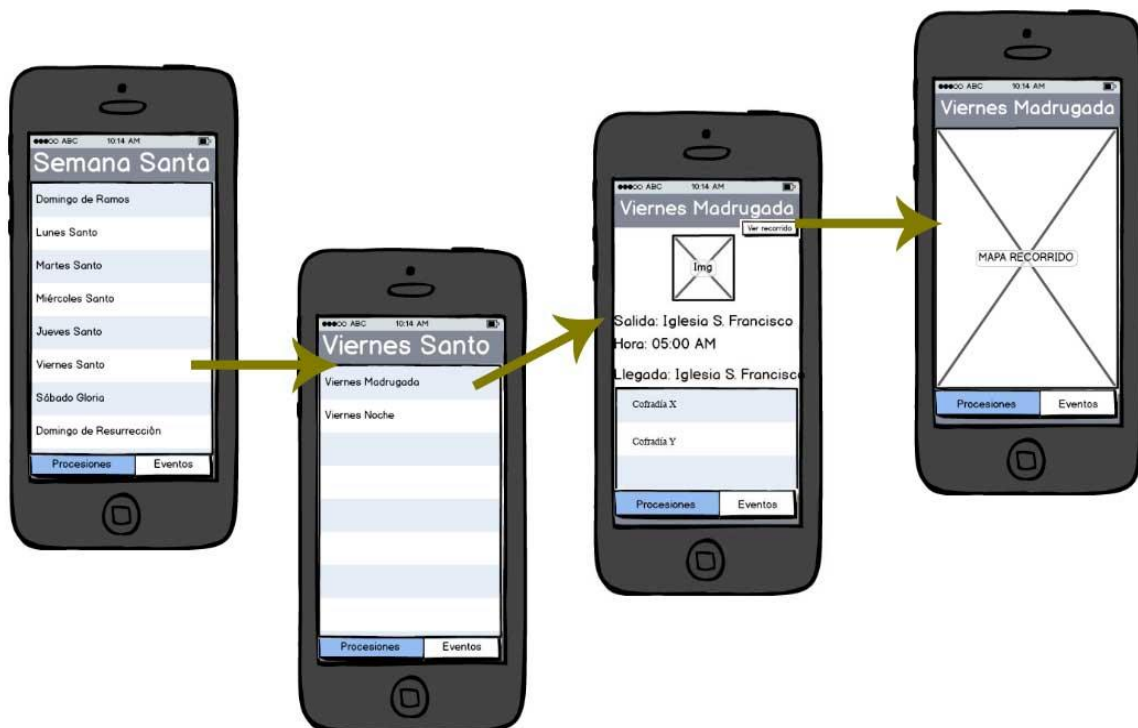 ●●●○○ ABC 10:14 AM
Semana Santa
Domingo de Ramos
Lunes Santo
Martes Santo
Miércoles Santo
Jueves Santo
Viernes Santo
Sábado Gloria
Domingo de Resurrección
Procesiones Eventos
●●●○○ ABC 10:14 AM
Viernes Santo
Viernes Madrugada
Viernes Noche
Procesiones Eventos
●●●○○ ABC 10:14 AM
Viernes Madrugada
Ver recorrido
Img
Salida: Iglesia S. Francisco
Hora: 05:00 AM
Llegada: Iglesia S. Francisco
Cofradía X
Cofradía Y
Procesiones Eventos
●●●○○ ABC 10:14 AM
Viernes Madrugada
MAPA RECORRIDO
Procesiones Eventos